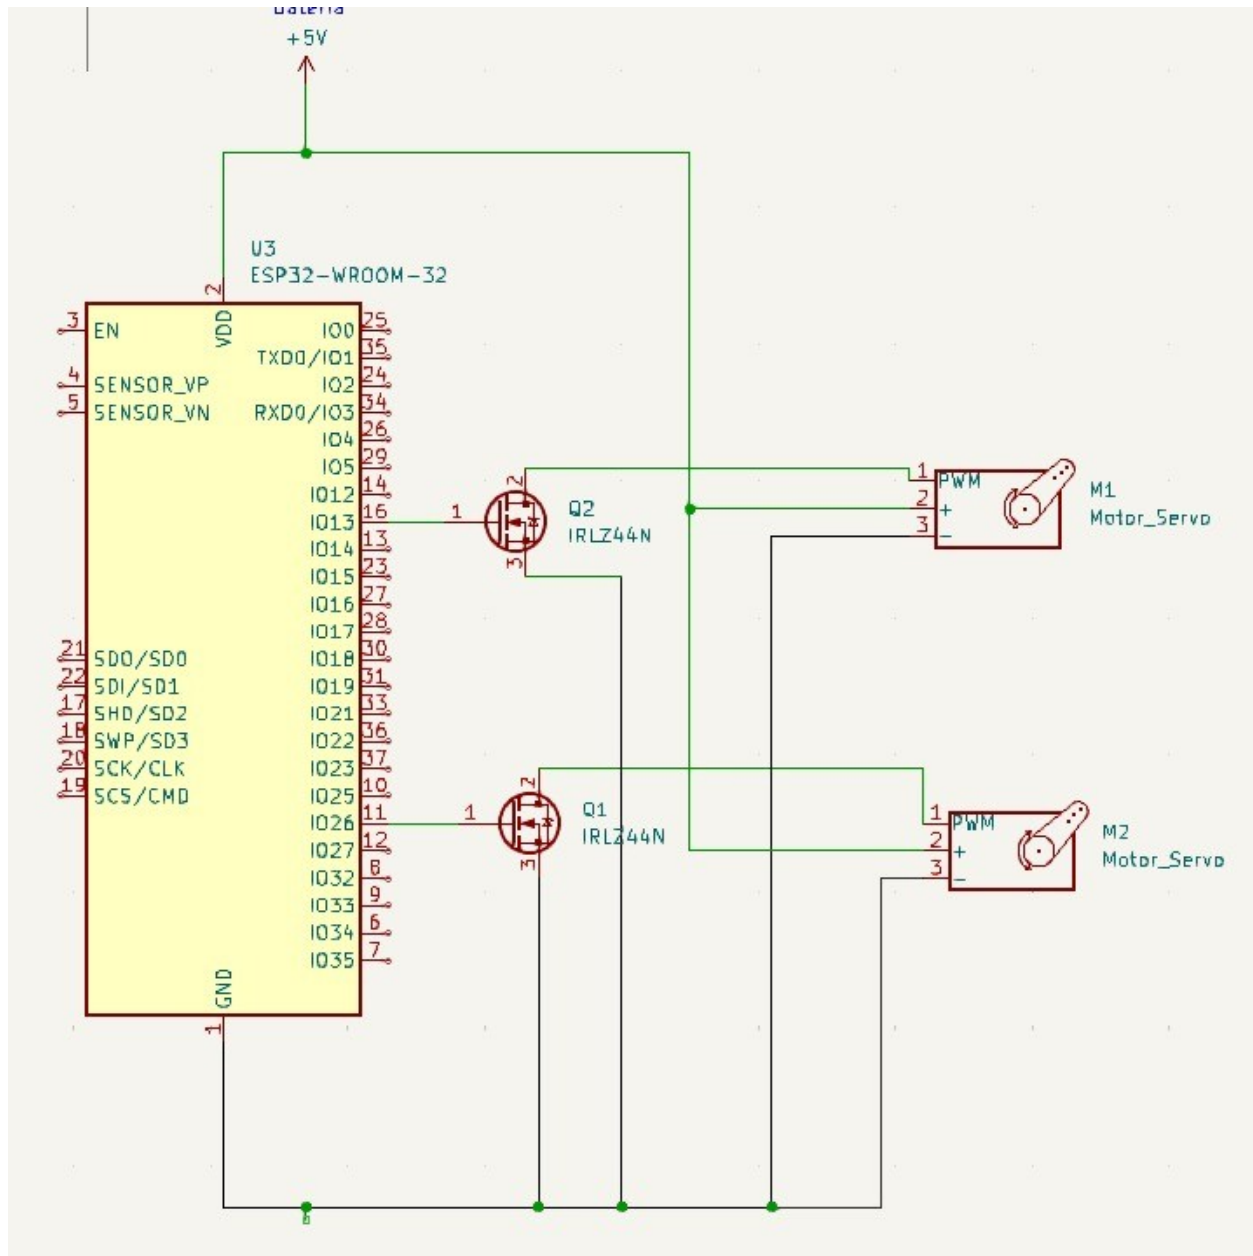 +5V
U3
ESP32-WROOM-32
2
VDD
3 EN
IO0 25
TXD0/IO1 35
4 SENSOR_VP
IO2 24
5 SENSOR_VN
RXD0/IO3 34
IO4 26
IO5 29
IO12 14
IO13 16
IO14 13
IO15 23
IO16 27
IO17 28
21 SDO/SD0
IO18 30
22 SDI/SD1
IO19 31
17 SHD/SD2
IO21 33
18 SWP/SD3
IO22 36
20 SCK/CLK
IO23 37
19 SCS/CMD
IO25 10
IO26 11
IO27 12
IO32 8
IO33 9
IO34 6
IO35 7
GND
1
1
2
3
Q2
IRLZ44N
1
2
3
Q1
IRLZ44N
1 PWM
2 +
3 -
M1
Motor_Servo
1 PWM
2 +
3 -
M2
Motor_Servo